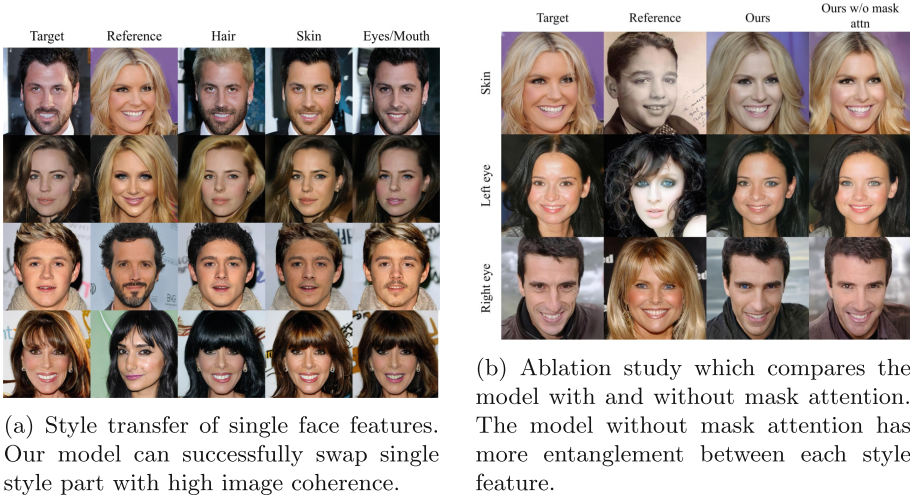 Target Reference Hair Skin Eyes/Mouth
(a) Style transfer of single face features.
Our model can successfully swap single
style part with high image coherence.
Target Reference Ours Ours w/o mask
attn
Skin
Left eye
Right eye
(b) Ablation study which compares the
model with and without mask attention.
The model without mask attention has
more entanglement between each style
feature.